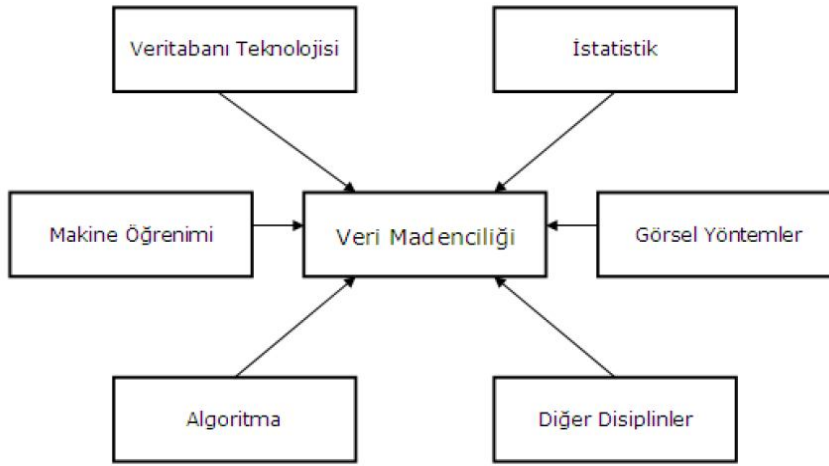 Veritabanı Teknolojisi
İstatistik
Makine Öğrenimi
Veri Madenciliği
Görsel Yöntemler
Algoritma
Diğer Disiplinler